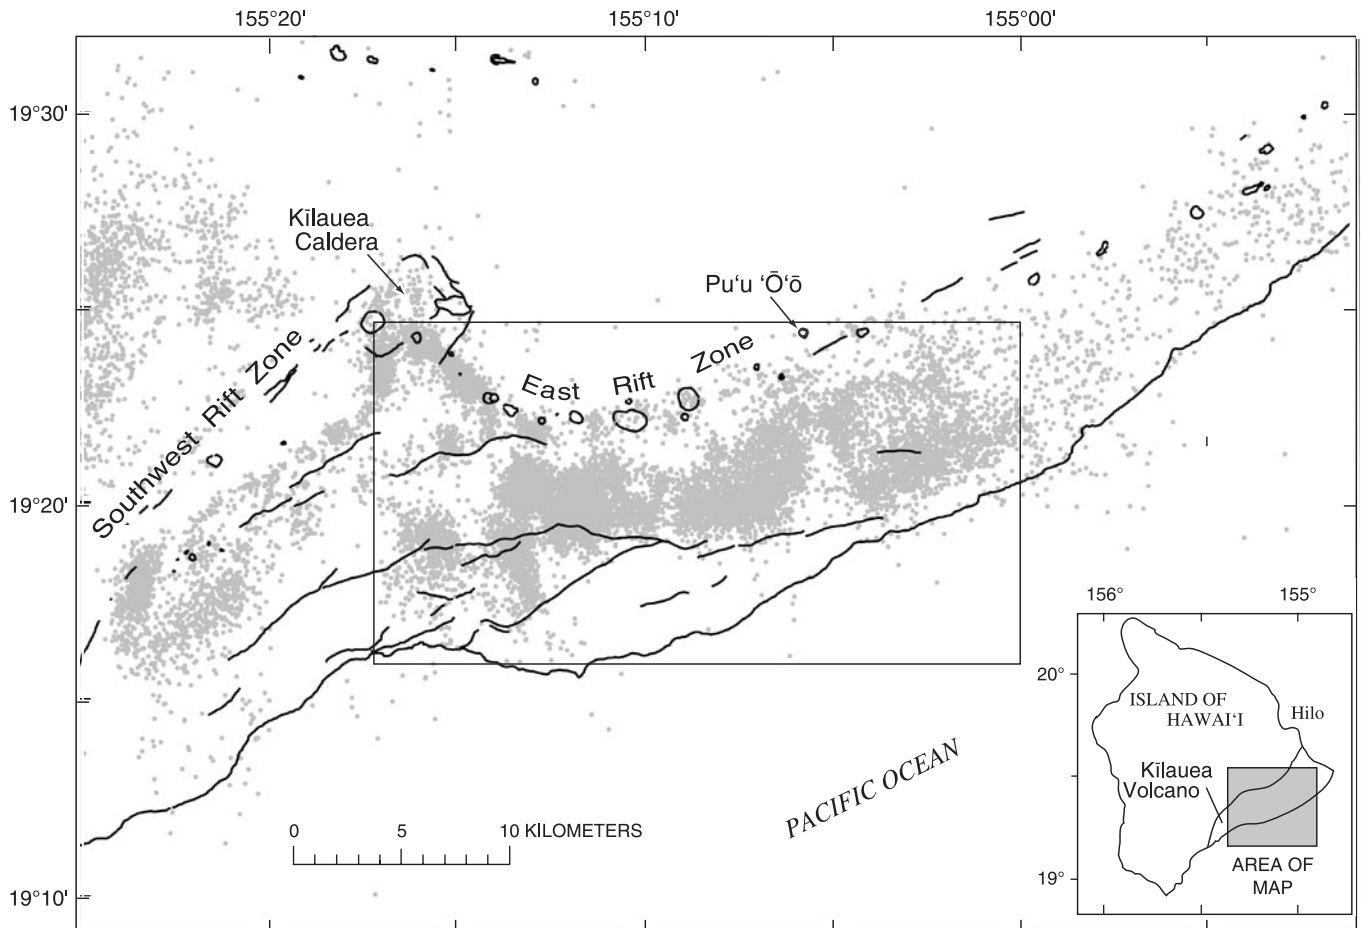 155°20'
155°10'
155°00'
19°30'
Kīlauea
Caldera
Pu‘u ‘Ō‘ō
Southwest Rift Zone
East Rift Zone
19°20'
156°
155°
20°
ISLAND OF
HAWAI‘I
Hilo
Kīlauea
Volcano
PACIFIC OCEAN
0 5 10 KILOMETERS
AREA OF
MAP
19°
19°10'